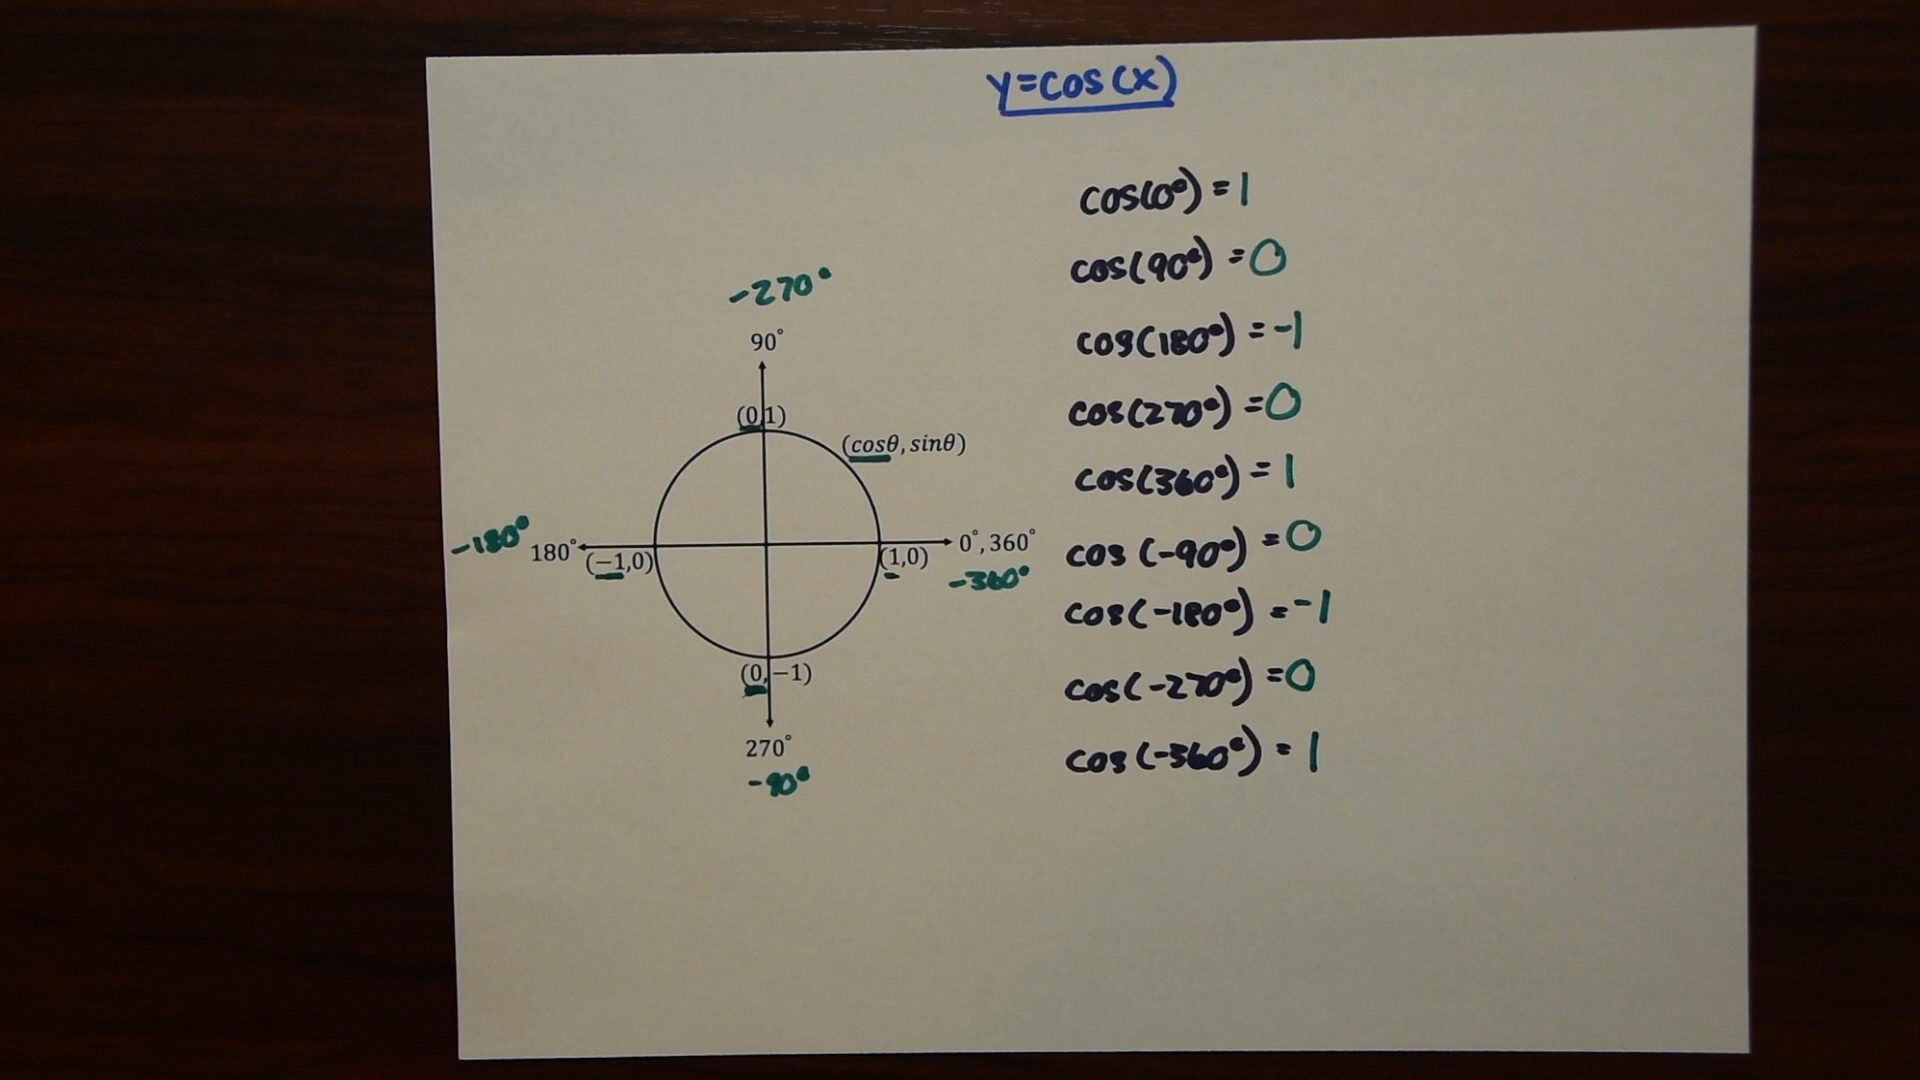 y=cos(x)
cos(0°) = 1
cos(90°) = 0
cos(180°) = -1
cos(270°) = 0
cos(360°) = 1
cos (-90°) = 0
cos(-180°) = -1
cos(-270°) = 0
cos(-360°) = 1
-270°
90°
(0,1)
(cosθ, sinθ)
-180° 180° (−1,0)
(1,0) 0°, 360°
-360°
(0,−1)
270°
-90°